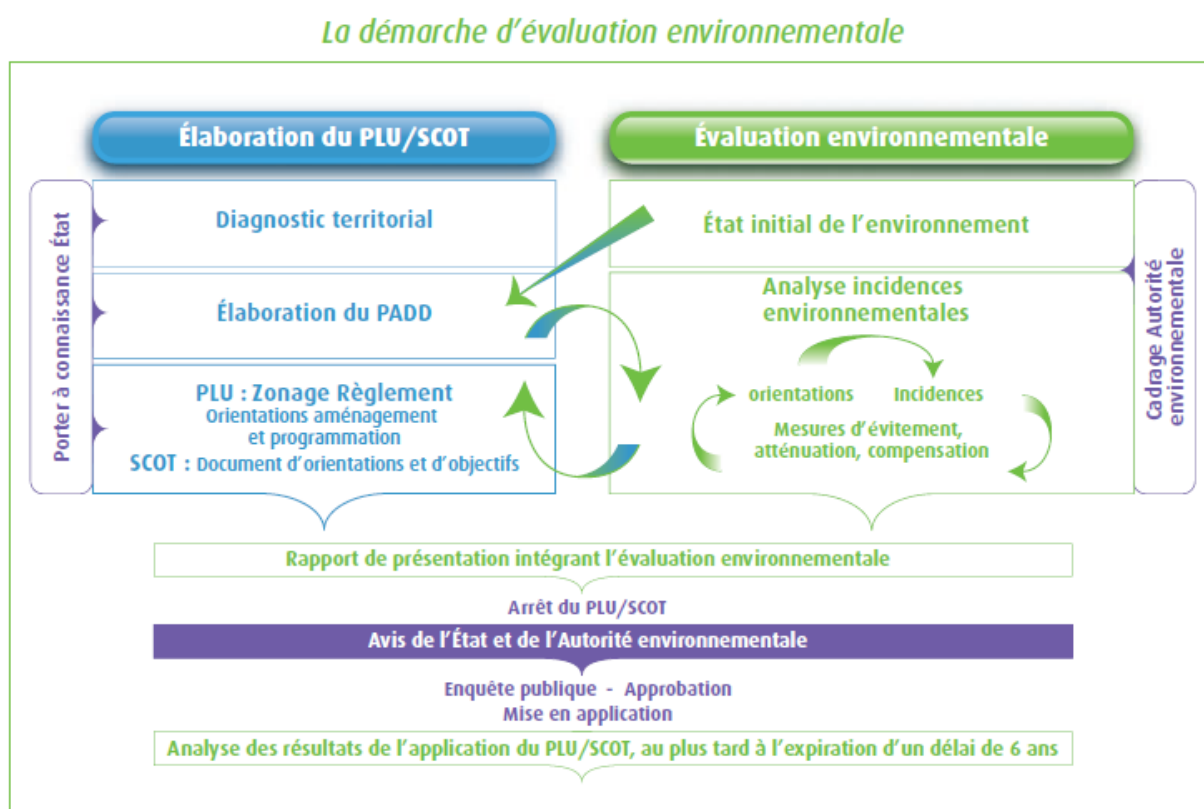 La démarche d'évaluation environnementale
Élaboration du PLU/SCOT
Évaluation environnementale
Porter à connaissance État
Diagnostic territorial
État initial de l'environnement
Élaboration du PADD
Analyse incidences
environnementales
PLU : Zonage Règlement
Orientations aménagement
et programmation
SCOT : Document d'orientations et d'objectifs
orientations
Incidences
Mesures d'évitement,
atténuation, compensation
Cadrage Autorité
environnementale
Rapport de présentation intégrant l'évaluation environnementale
Arrêt du PLU/SCOT
Avis de l'État et de l'Autorité environnementale
Enquête publique - Approbation
Mise en application
Analyse des résultats de l'application du PLU/SCOT, au plus tard à l'expiration d'un délai de 6 ans